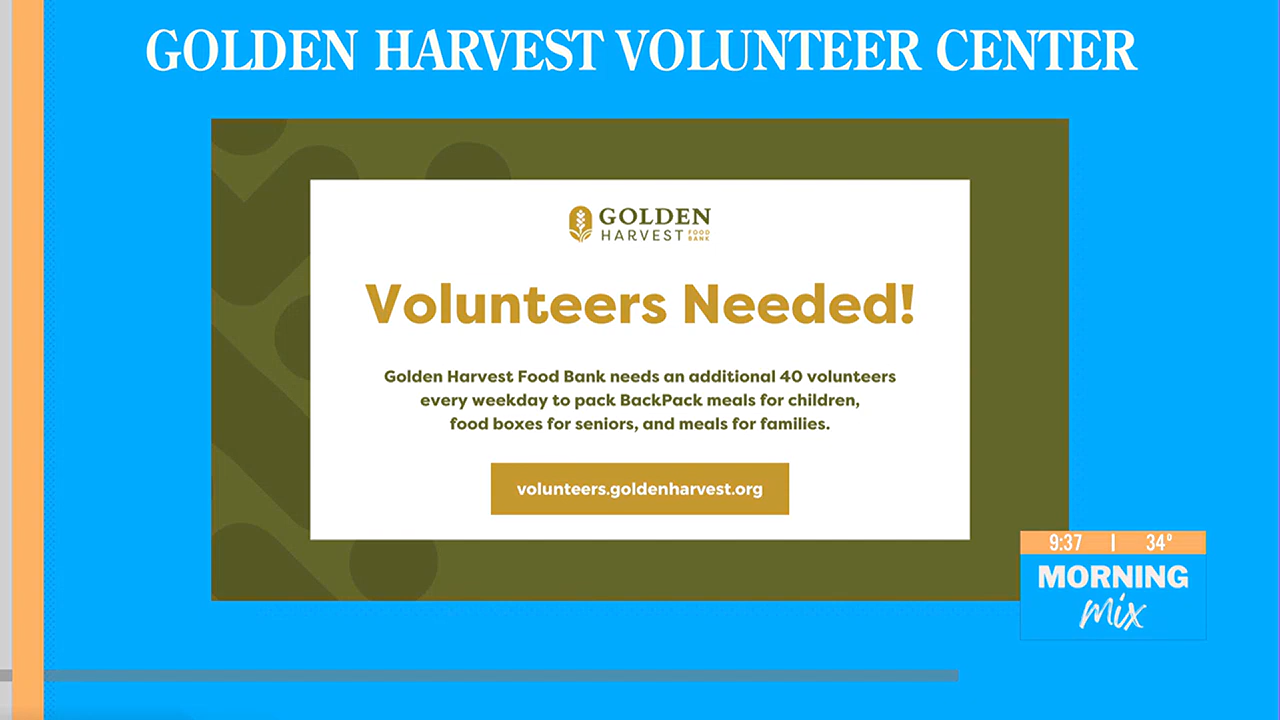 GOLDEN HARVEST VOLUNTEER CENTER
GOLDEN
HARVEST FOOD BANK
Volunteers Needed!
Golden Harvest Food Bank needs an additional 40 volunteers
every weekday to pack BackPack meals for children,
food boxes for seniors, and meals for families.
volunteers.goldenharvest.org
9:37 | 34°
MORNING
mix